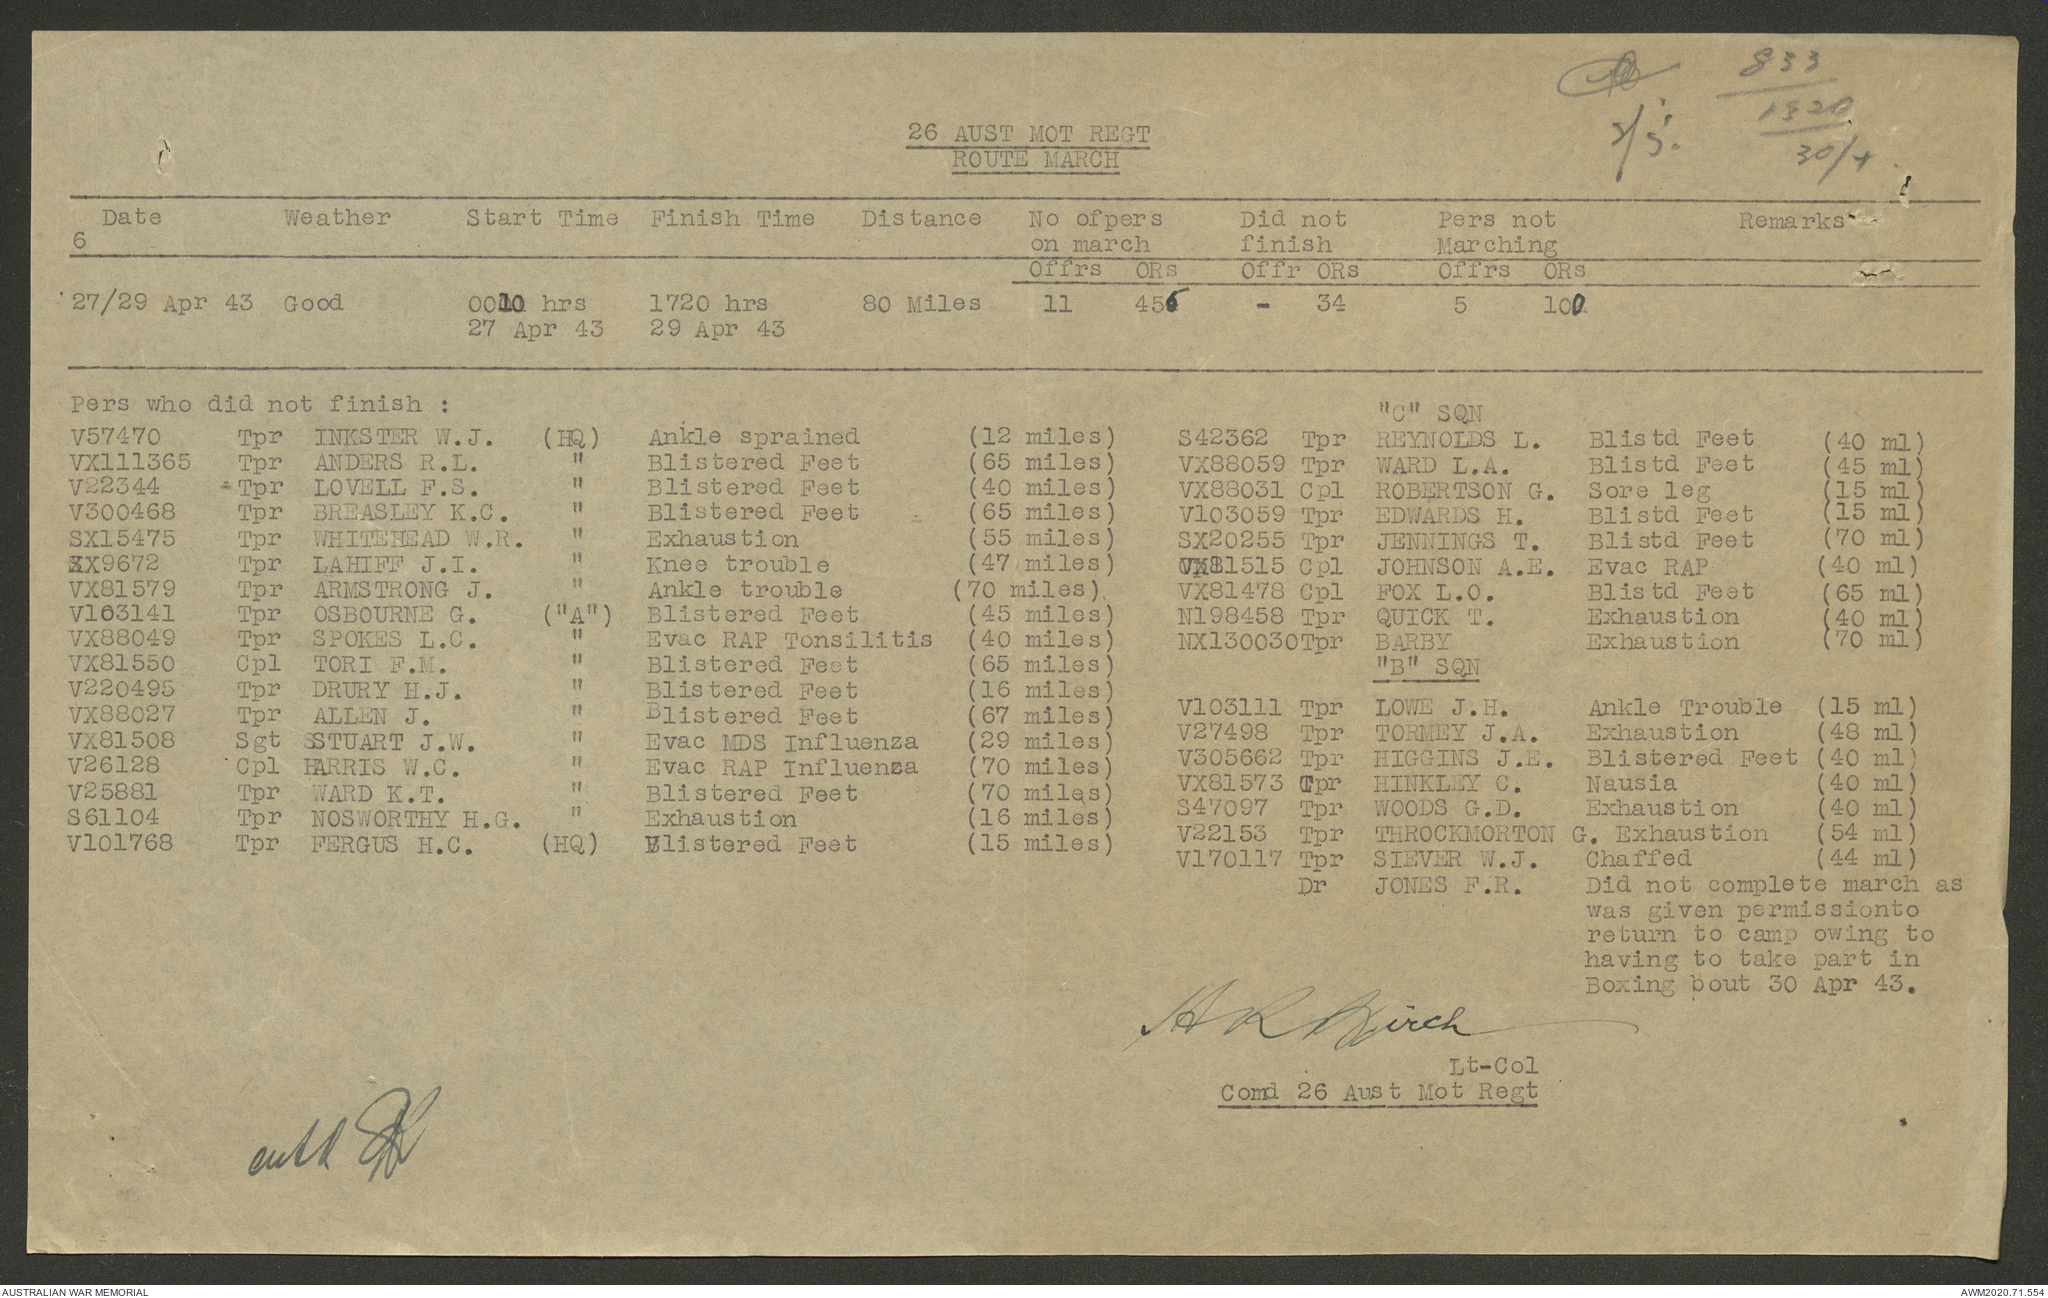 833
1920
30/4
5/5.
26 AUST MOT REGT
ROUTE MARCH
Date Weather Start Time Finish Time Distance No ofpers on march Did not finish Pers not Marching Remarks
6
Offrs ORs Offr ORs Offrs ORs
27/29 Apr 43 Good 0010 hrs 1720 hrs 80 Miles 11 456 - 34 5 100
27 Apr 43 29 Apr 43
Pers who did not finish :
V57470 Tpr INKSTER W.J. (HQ) Ankle sprained (12 miles)
VX111365 Tpr ANDERS R.L. " Blistered Feet (65 miles)
V22344 Tpr LOVELL F.S. " Blistered Feet (40 miles)
V300468 Tpr BREASLEY K.C. " Blistered Feet (65 miles)
SX15475 Tpr WHITEHEAD W.R. " Exhaustion (55 miles)
SX9672 Tpr LAHIFF J.I. " Knee trouble (47 miles)
VX81579 Tpr ARMSTRONG J. " Ankle trouble (70 miles)
V103141 Tpr OSBOURNE G. ("A") Blistered Feet (45 miles)
VX88049 Tpr SPOKES L.C. " Evac RAP Tonsilitis (40 miles)
VX81550 Cpl TORI F.M. " Blistered Feet (65 miles)
V220495 Tpr DRURY H.J. " Blistered Feet (16 miles)
VX88027 Tpr ALLEN J. " Blistered Feet (67 miles)
VX81508 Sgt STUART J.W. " Evac MDS Influenza (29 miles)
V26128 Cpl HARRIS W.C. " Evac RAP Influenza (70 miles)
V25881 Tpr WARD K.T. " Blistered Feet (70 miles)
S61104 Tpr NOSWORTHY H.G. " Exhaustion (16 miles)
V101768 Tpr FERGUS H.C. (HQ) Blistered Feet (15 miles)
"C" SQN
S42362 Tpr REYNOLDS L. Blistd Feet (40 ml)
VX88059 Tpr WARD L.A. Blistd Feet (45 ml)
VX88031 Cpl ROBERTSON G. Sore leg (15 ml)
V103059 Tpr EDWARDS H. Blistd Feet (15 ml)
SX20255 Tpr JENNINGS T. Blistd Feet (70 ml)
VX81515 Cpl JOHNSON A.E. Evac RAP (40 ml)
VX81478 Cpl FOX L.O. Blistd Feet (65 ml)
N198458 Tpr QUICK T. Exhaustion (40 ml)
NX130030Tpr BARBY Exhaustion (70 ml)
"B" SQN
V103111 Tpr LOWE J.H. Ankle Trouble (15 ml)
V27498 Tpr TORMEY J.A. Exhaustion (48 ml)
V305662 Tpr HIGGINS J.E. Blistered Feet (40 ml)
VX81573 Tpr HINKLEY C. Nausia (40 ml)
S47097 Tpr WOODS G.D. Exhaustion (40 ml)
V22153 Tpr THROCKMORTON G. Exhaustion (54 ml)
V170117 Tpr SIEVER W.J. Chaffed (44 ml)
Dr JONES F.R. Did not complete march as
was given permissionto
return to camp owing to
having to take part in
Boxing bout 30 Apr 43.
H R Birch
Lt-Col
Comd 26 Aust Mot Regt
AUSTRALIAN WAR MEMORIAL
AWM2020.71.554